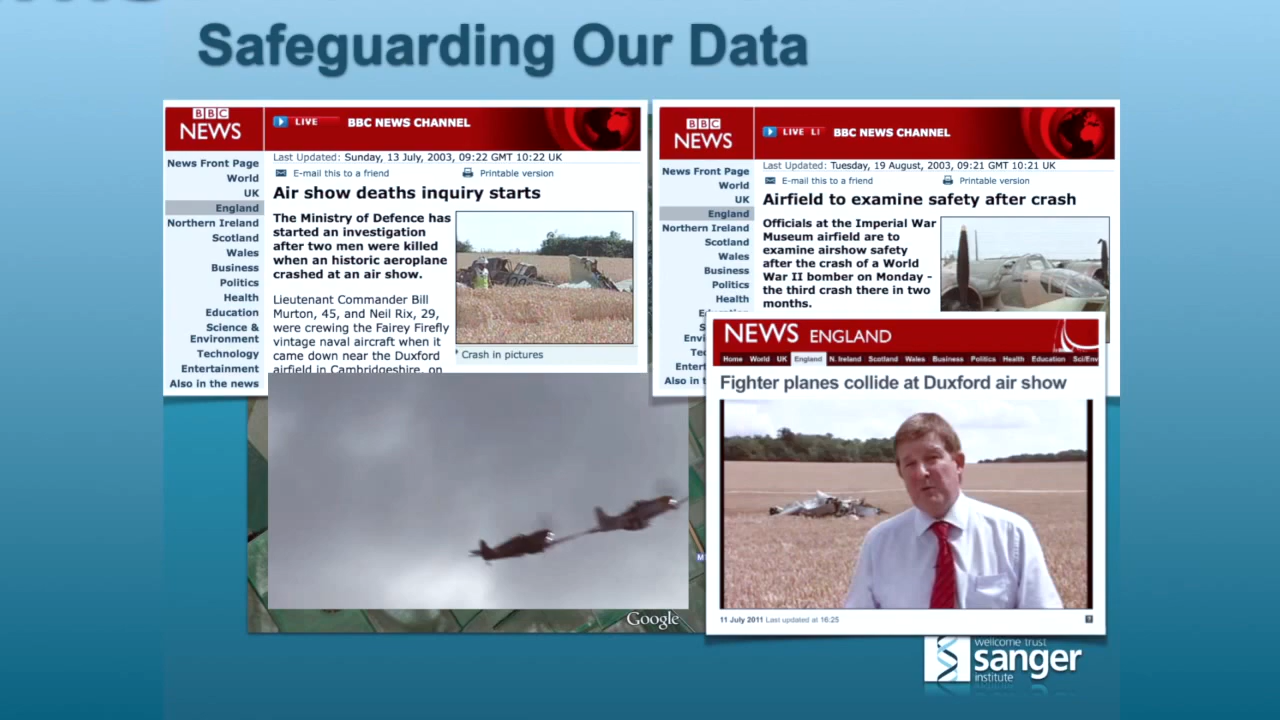 Safeguarding Our Data
BBC
NEWS
LIVE
BBC NEWS CHANNEL
News Front Page
World
UK
England
Northern Ireland
Scotland
Wales
Business
Politics
Health
Education
Science &
Environment
Technology
Entertainment
Also in the news
Last Updated: Sunday, 13 July, 2003, 09:22 GMT 10:22 UK
E-mail this to a friend
Printable version
Air show deaths inquiry starts
The Ministry of Defence has
started an investigation
after two men were killed
when an historic aeroplane
crashed at an air show.
Lieutenant Commander Bill
Murton, 45, and Neil Rix, 29,
were crewing the Fairey Firefly
vintage naval aircraft when it
came down near the Duxford
airfield in Cambridgeshire, on
Crash in pictures
BBC
NEWS
LIVE LI
BBC NEWS CHANNEL
News Front Page
World
UK
England
Northern Ireland
Scotland
Wales
Business
Politics
Health
Last Updated: Tuesday, 19 August, 2003, 09:21 GMT 10:21 UK
E-mail this to a friend
Printable version
Airfield to examine safety after crash
Officials at the Imperial War
Museum airfield are to
examine airshow safety
after the crash of a World
War II bomber on Monday -
the third crash there in two
months.
NEWS ENGLAND
Home World UK England N. Ireland Scotland Wales Business Politics Health Education Sci/Env
Fighter planes collide at Duxford air show
11 July 2011 Last updated at 16:25
Google
wellcome trust
sanger
institute